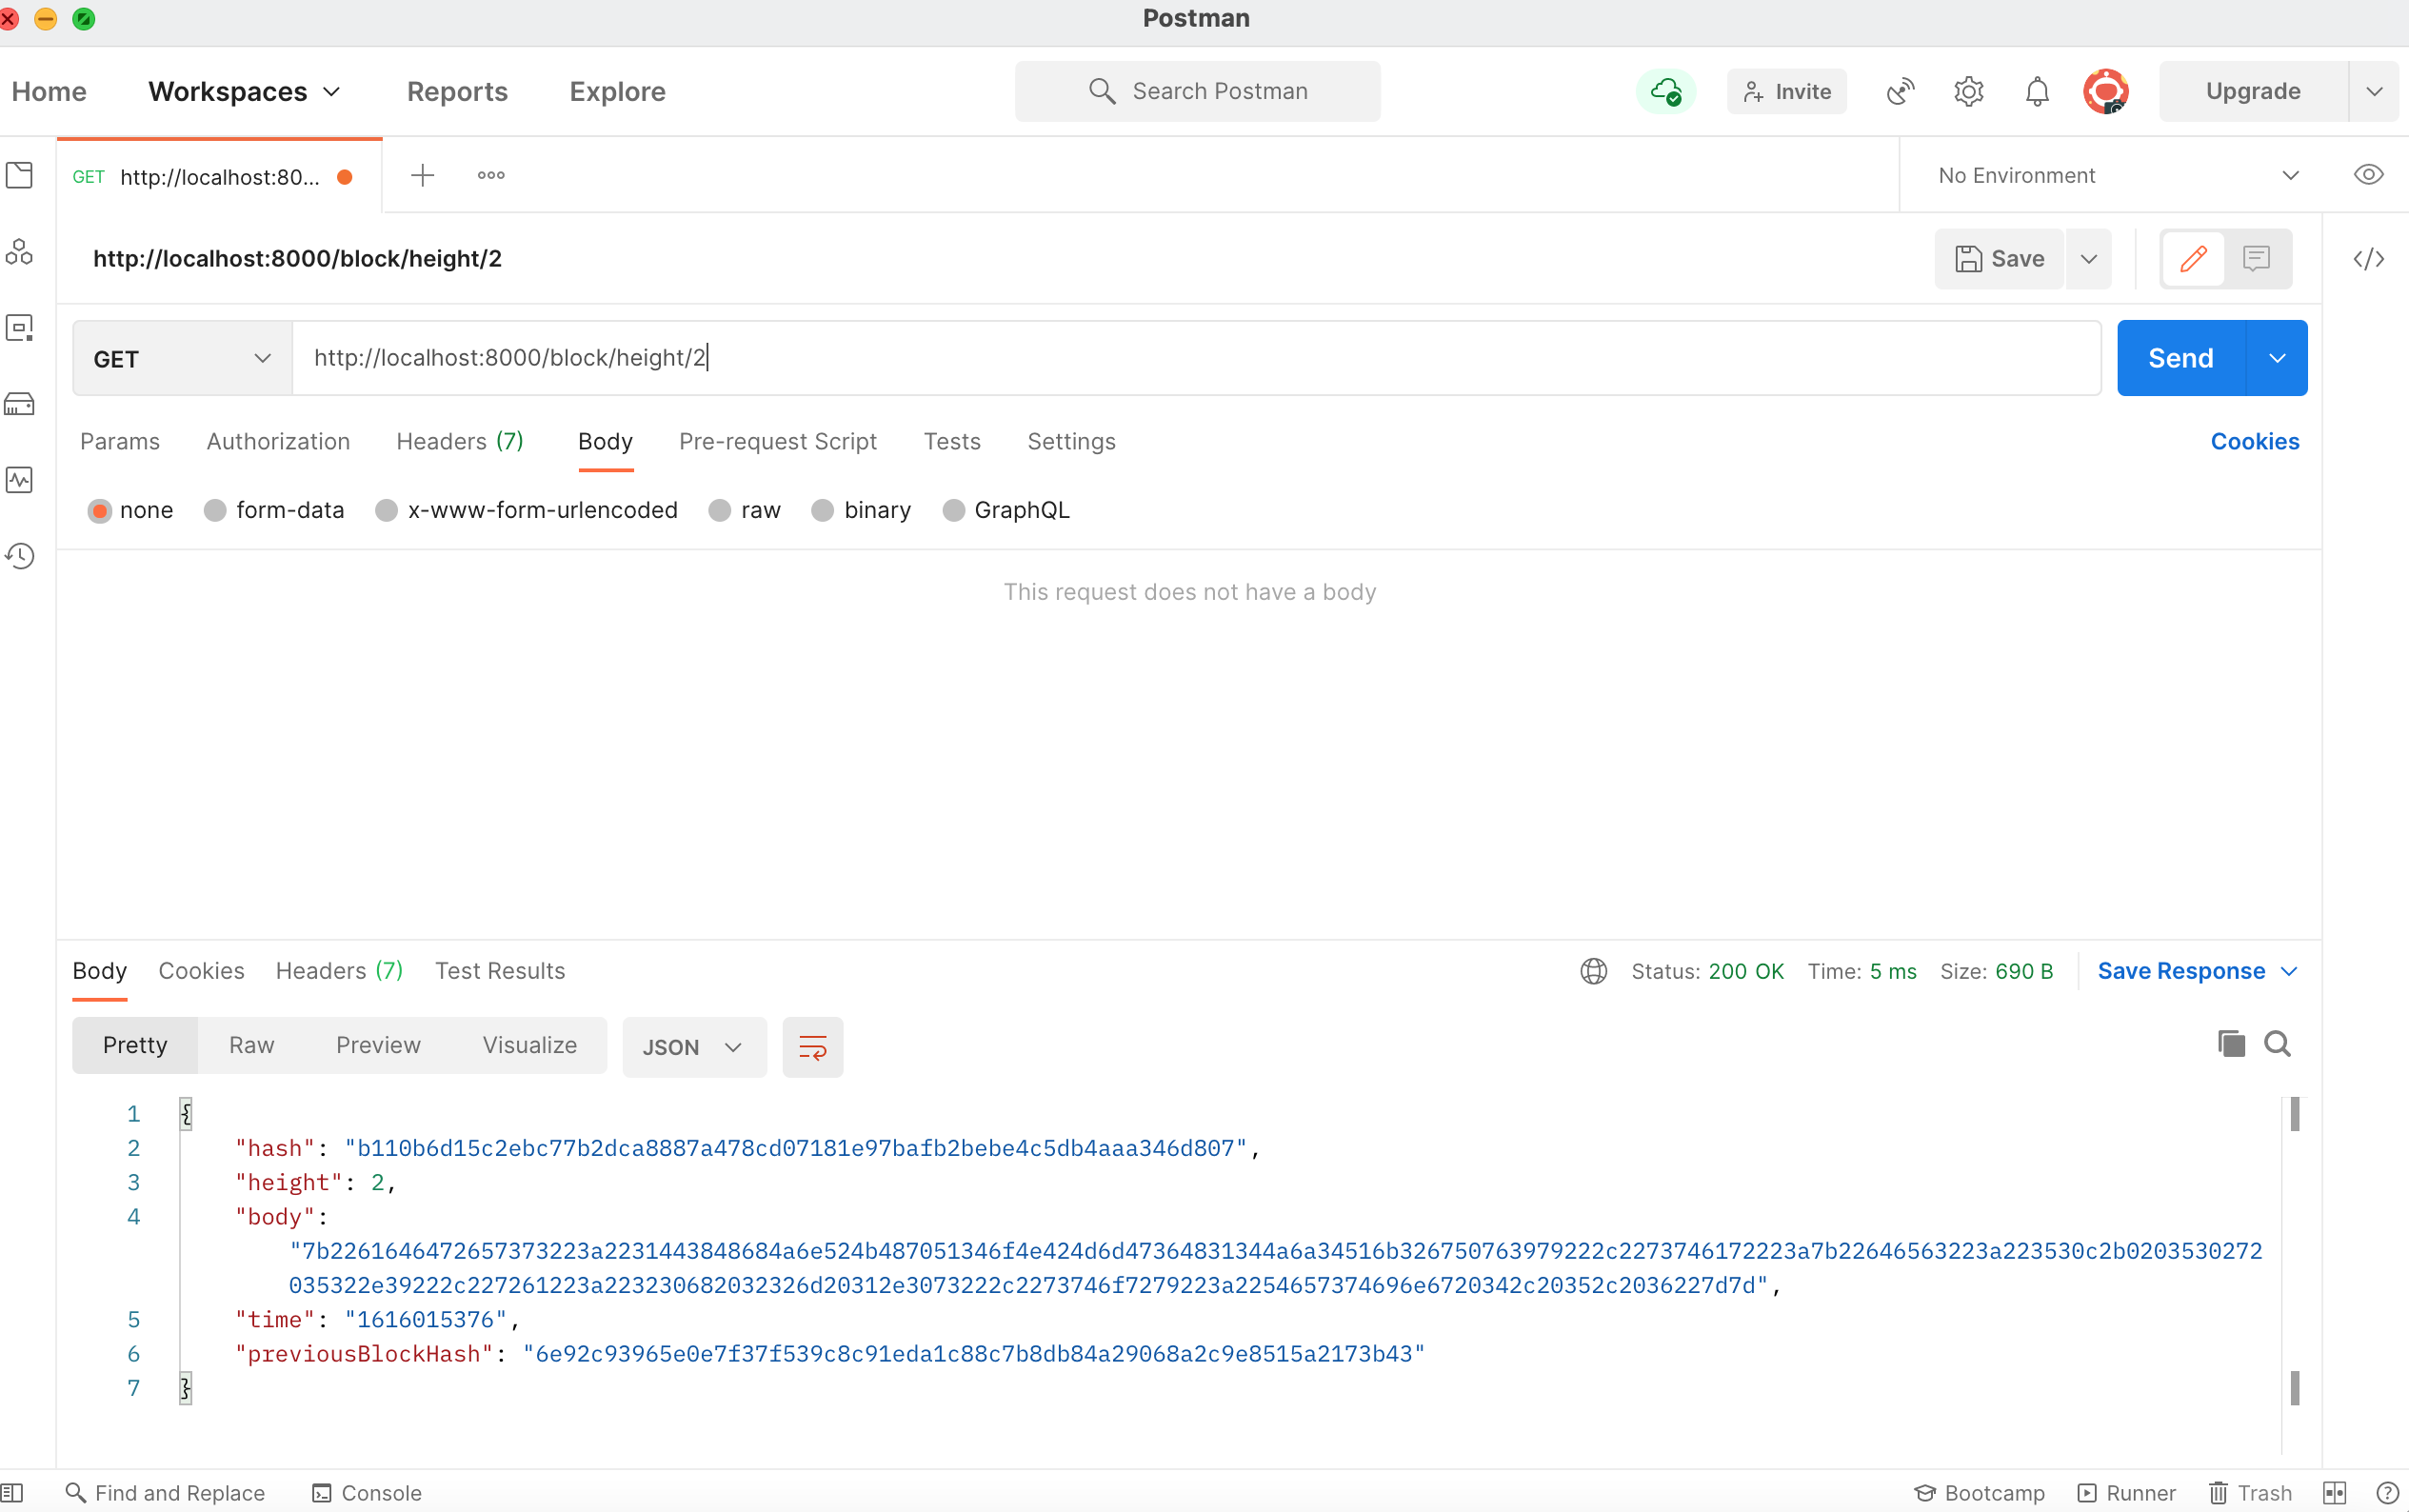 Postman
Home Workspaces Reports Explore Search Postman Invite Upgrade
GET http://localhost:80... No Environment
http://localhost:8000/block/height/2 Save
GET http://localhost:8000/block/height/2 Send
Params Authorization Headers (7) Body Pre-request Script Tests Settings Cookies
none form-data x-www-form-urlencoded raw binary GraphQL
This request does not have a body
Body Cookies Headers (7) Test Results Status: 200 OK Time: 5 ms Size: 690 B Save Response
Pretty Raw Preview Visualize JSON
1 {
2 "hash": "b110b6d15c2ebc77b2dca8887a478cd07181e97bafb2bebe4c5db4aaa346d807",
3 "height": 2,
4 "body":
"7b2261646472657373223a2231443848684a6e524b487051346f4e424d6d47364831344a6a34516b326750763979222c2273746172223a7b22646563223a223530c2b0203530272
035322e39222c227261223a223230682032326d20312e3073222c2273746f7279223a2254657374696e6720342c20352c2036227d7d",
5 "time": "1616015376",
6 "previousBlockHash": "6e92c93965e0e7f37f539c8c91eda1c88c7b8db84a29068a2c9e8515a2173b43"
7 }
Find and Replace Console Bootcamp Runner Trash